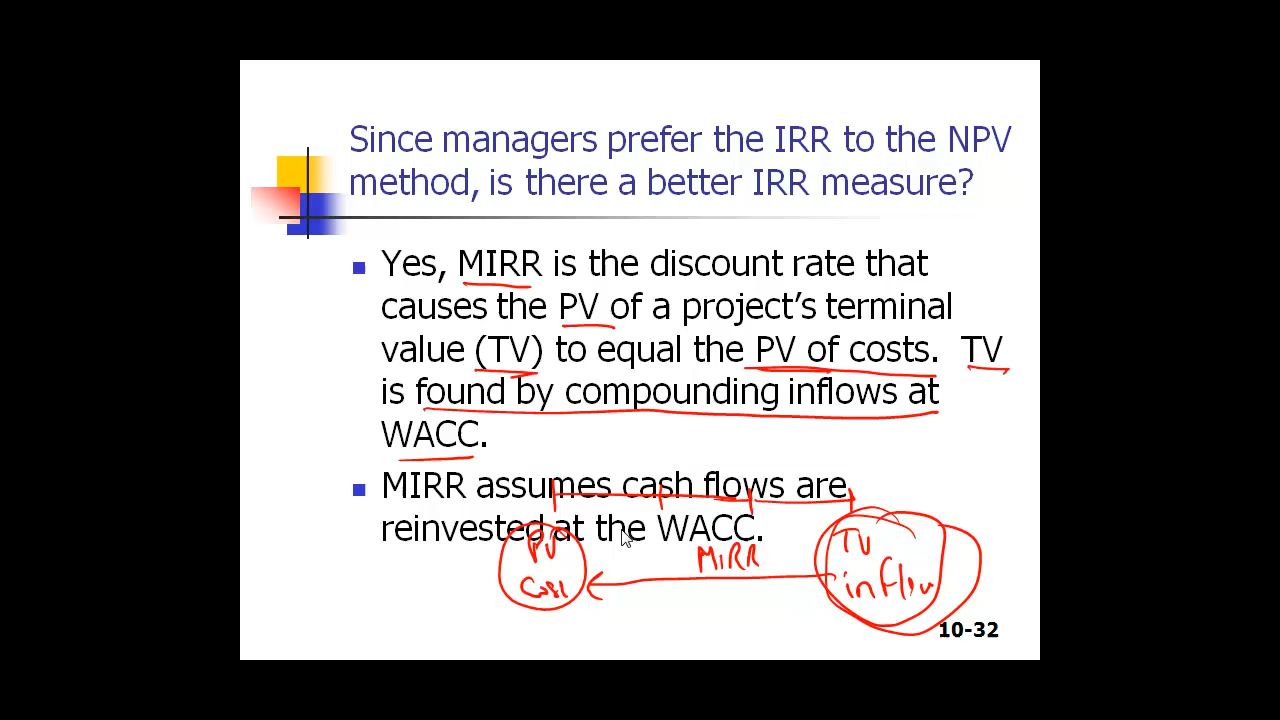 Since managers prefer the IRR to the NPV
method, is there a better IRR measure?
Yes, MIRR is the discount rate that
causes the PV of a project's terminal
value (TV) to equal the PV of costs. TV
is found by compounding inflows at
WACC.
MIRR assumes cash flows are
reinvested at the WACC.
PV
TV
MIRR
inflow
10-32